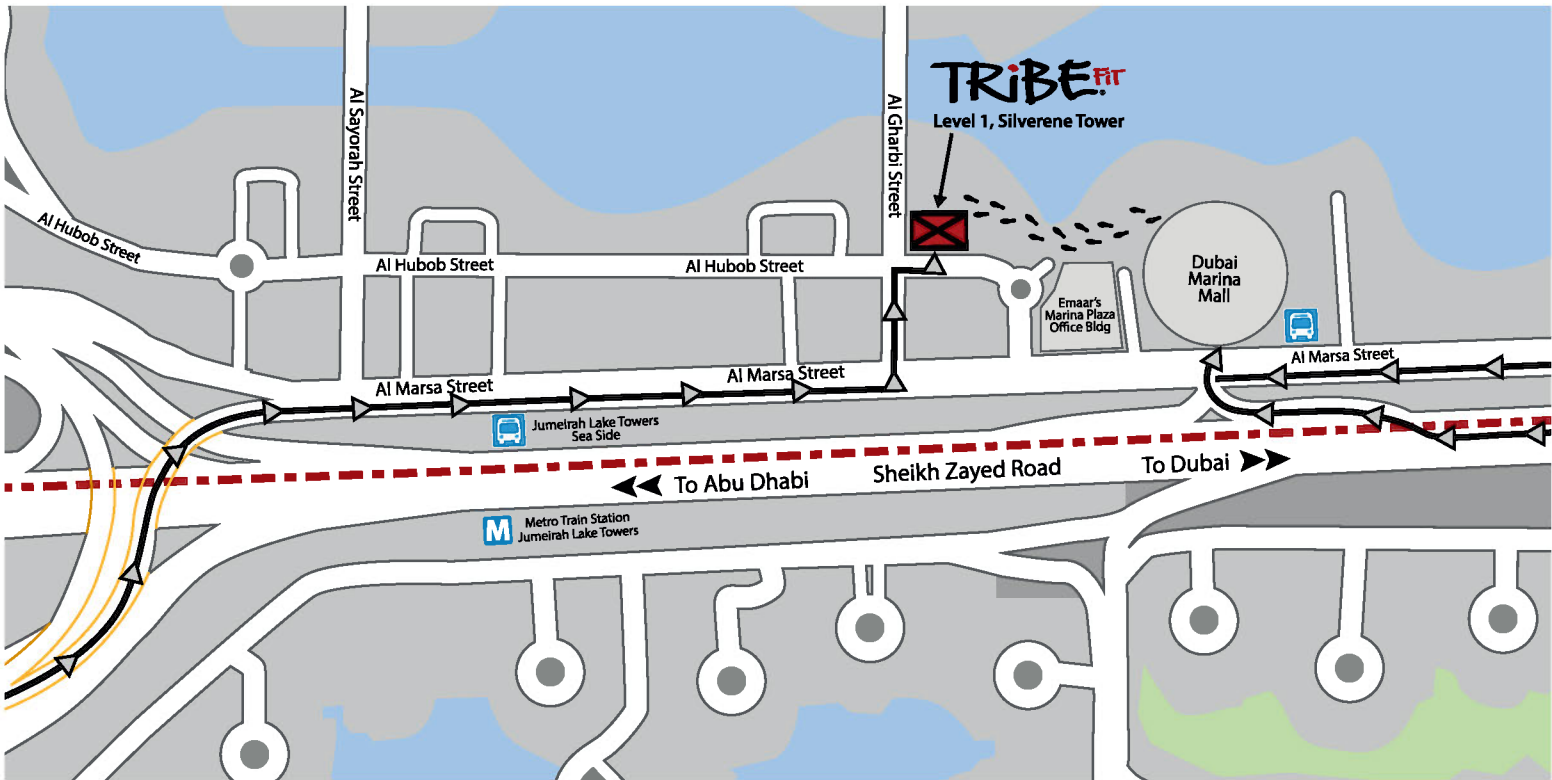 TRiBE.FiT
Level 1, Silverene Tower
Al Sayorah Street
Al Gharbi Street
Al Hubob Street
Al Hubob Street
Al Hubob Street
Dubai
Marina
Mall
Emaar's
Marina Plaza
Office Bldg
Al Marsa Street
Al Marsa Street
Al Marsa Street
Jumeirah Lake Towers
Sea Side
To Abu Dhabi
Sheikh Zayed Road
To Dubai
M
Metro Train Station
Jumeirah Lake Towers